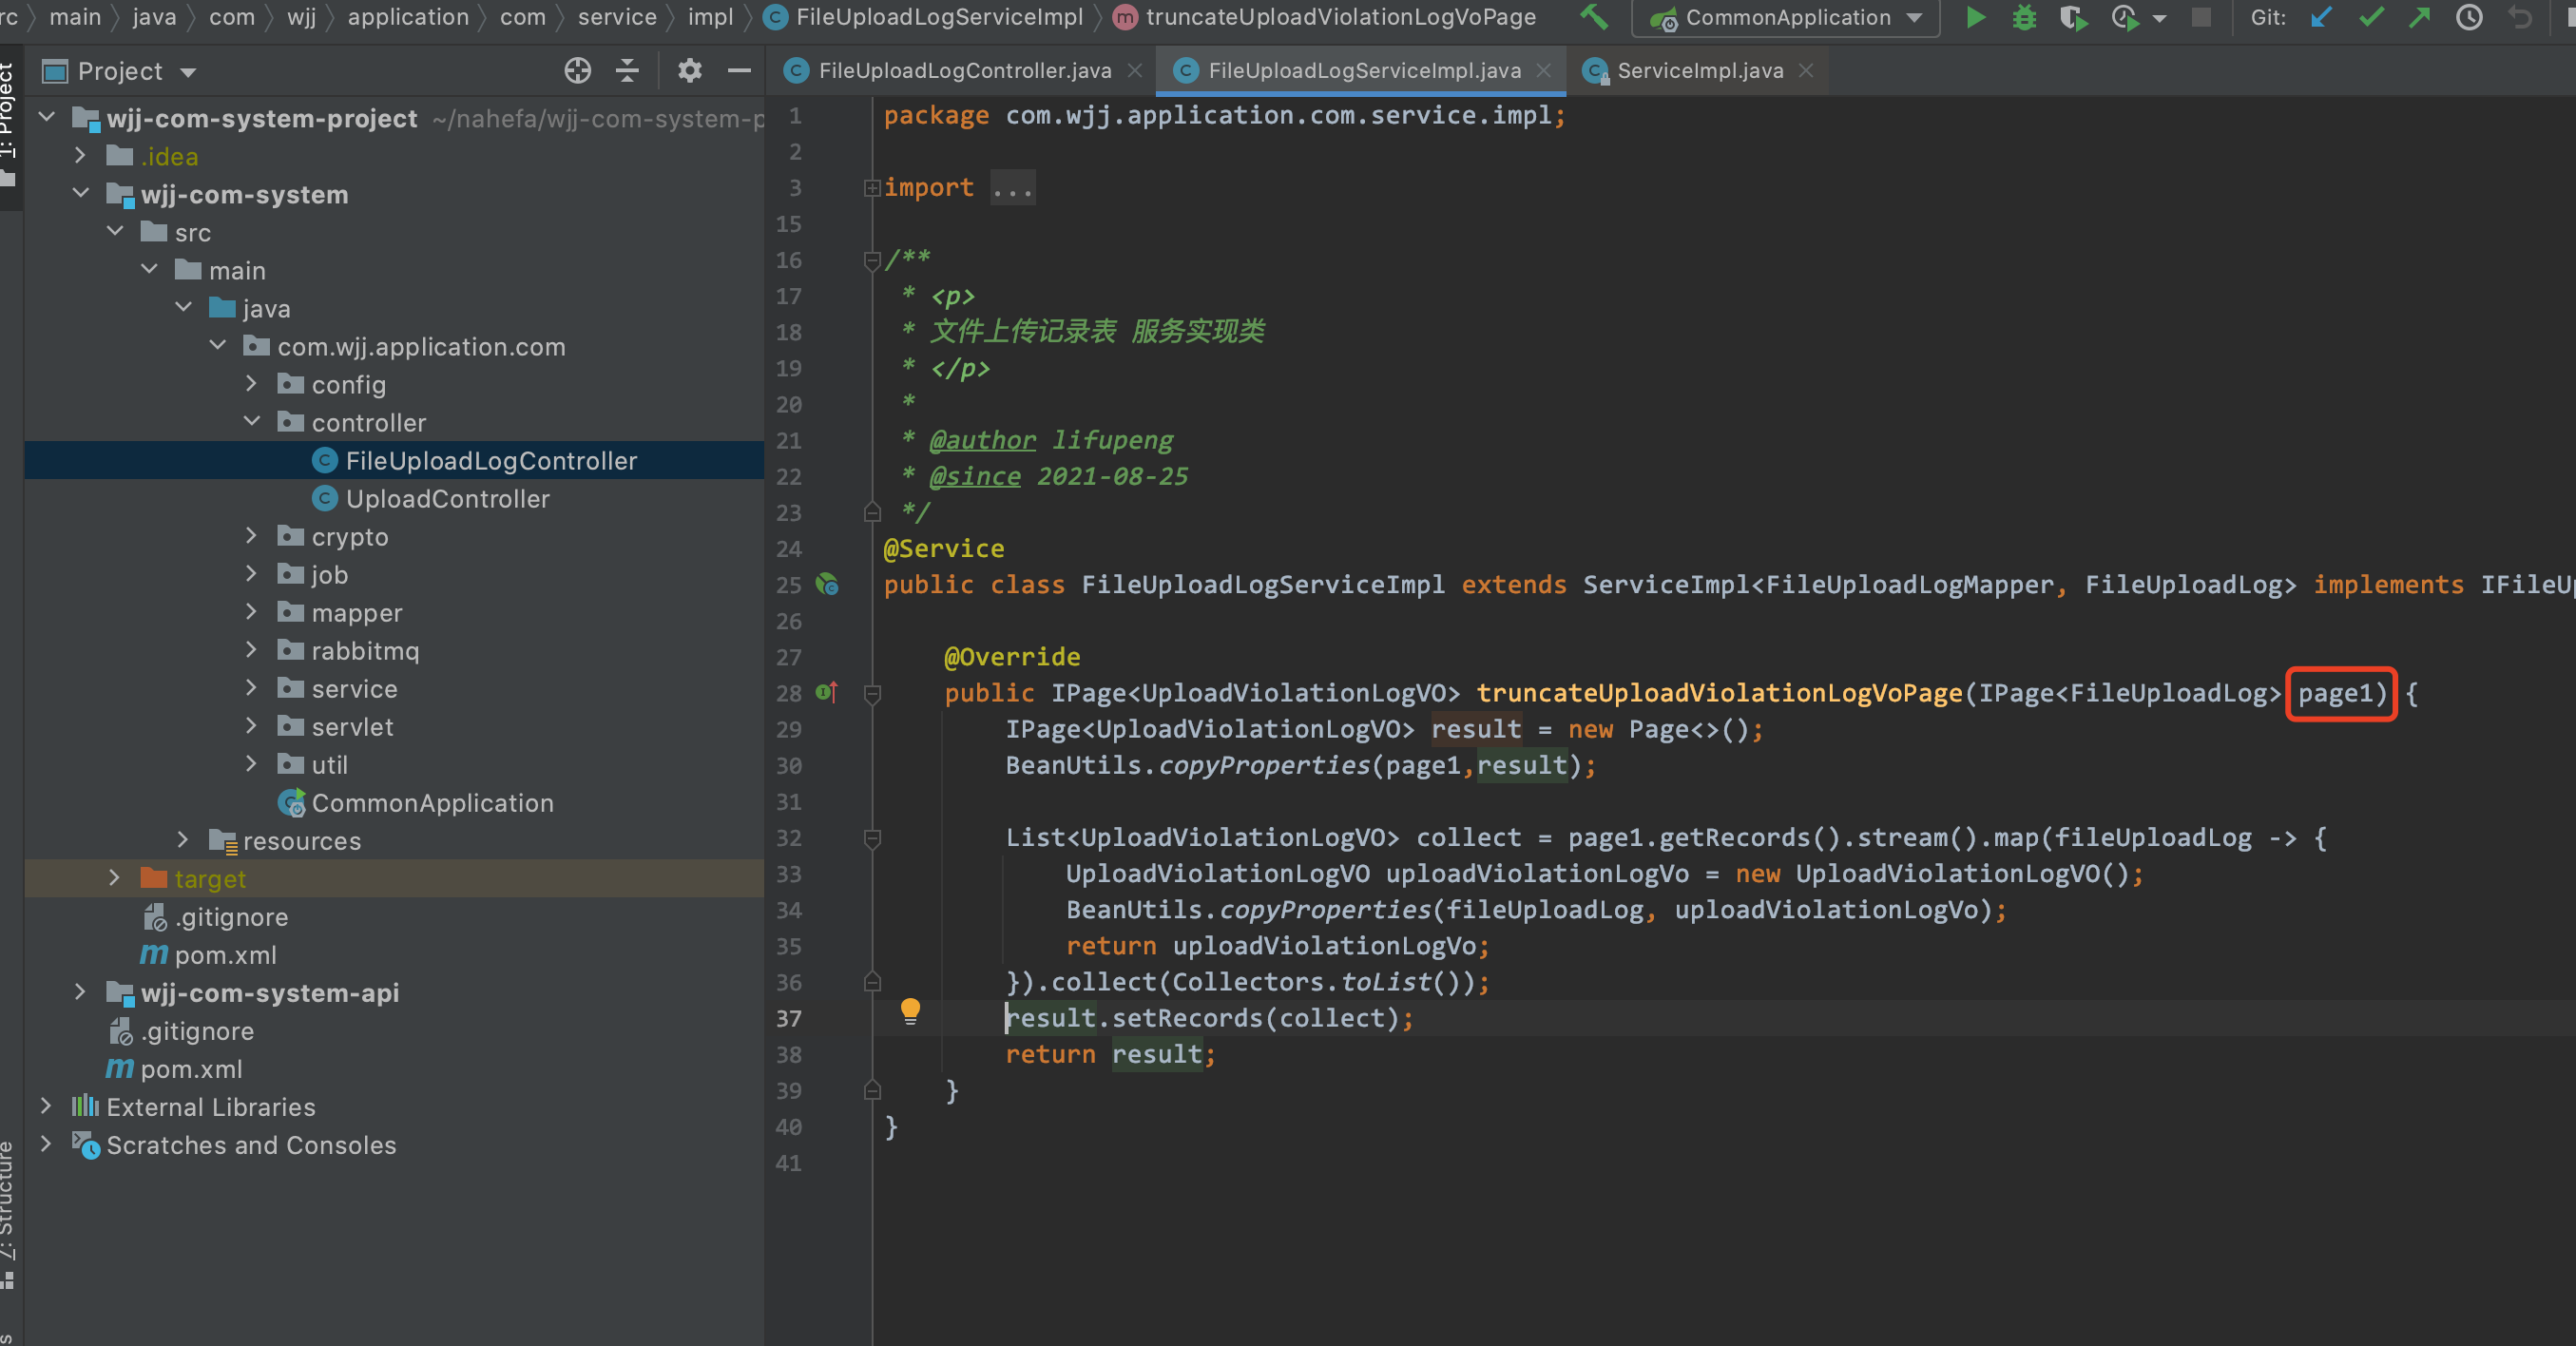 rc main java com wjj application com service impl FileUploadLogServiceImpl truncateUploadViolationLogVoPage CommonApplication Git:
1: Project
Project
FileUploadLogController.java FileUploadLogServiceImpl.java ServiceImpl.java
wjj-com-system-project ~/nahefa/wjj-com-system-p
.idea
wjj-com-system
src
main
java
com.wjj.application.com
config
controller
FileUploadLogController
UploadController
crypto
job
mapper
rabbitmq
service
servlet
util
CommonApplication
resources
target
.gitignore
pom.xml
wjj-com-system-api
.gitignore
pom.xml
External Libraries
Scratches and Consoles
7: Structure
1 package com.wjj.application.com.service.impl;
2
3 import ...
15
16 /**
17 * <p>
18 * 文件上传记录表 服务实现类
19 * </p>
20 *
21 * @author lifupeng
22 * @since 2021-08-25
23 */
24 @Service
25 public class FileUploadLogServiceImpl extends ServiceImpl<FileUploadLogMapper, FileUploadLog> implements IFileU
26
27 @Override
28 public IPage<UploadViolationLogVO> truncateUploadViolationLogVoPage(IPage<FileUploadLog> page1) {
29 IPage<UploadViolationLogVO> result = new Page<>();
30 BeanUtils.copyProperties(page1,result);
31
32 List<UploadViolationLogVO> collect = page1.getRecords().stream().map(fileUploadLog -> {
33 UploadViolationLogVO uploadViolationLogVo = new UploadViolationLogVO();
34 BeanUtils.copyProperties(fileUploadLog, uploadViolationLogVo);
35 return uploadViolationLogVo;
36 }).collect(Collectors.toList());
37 result.setRecords(collect);
38 return result;
39 }
40 }
41